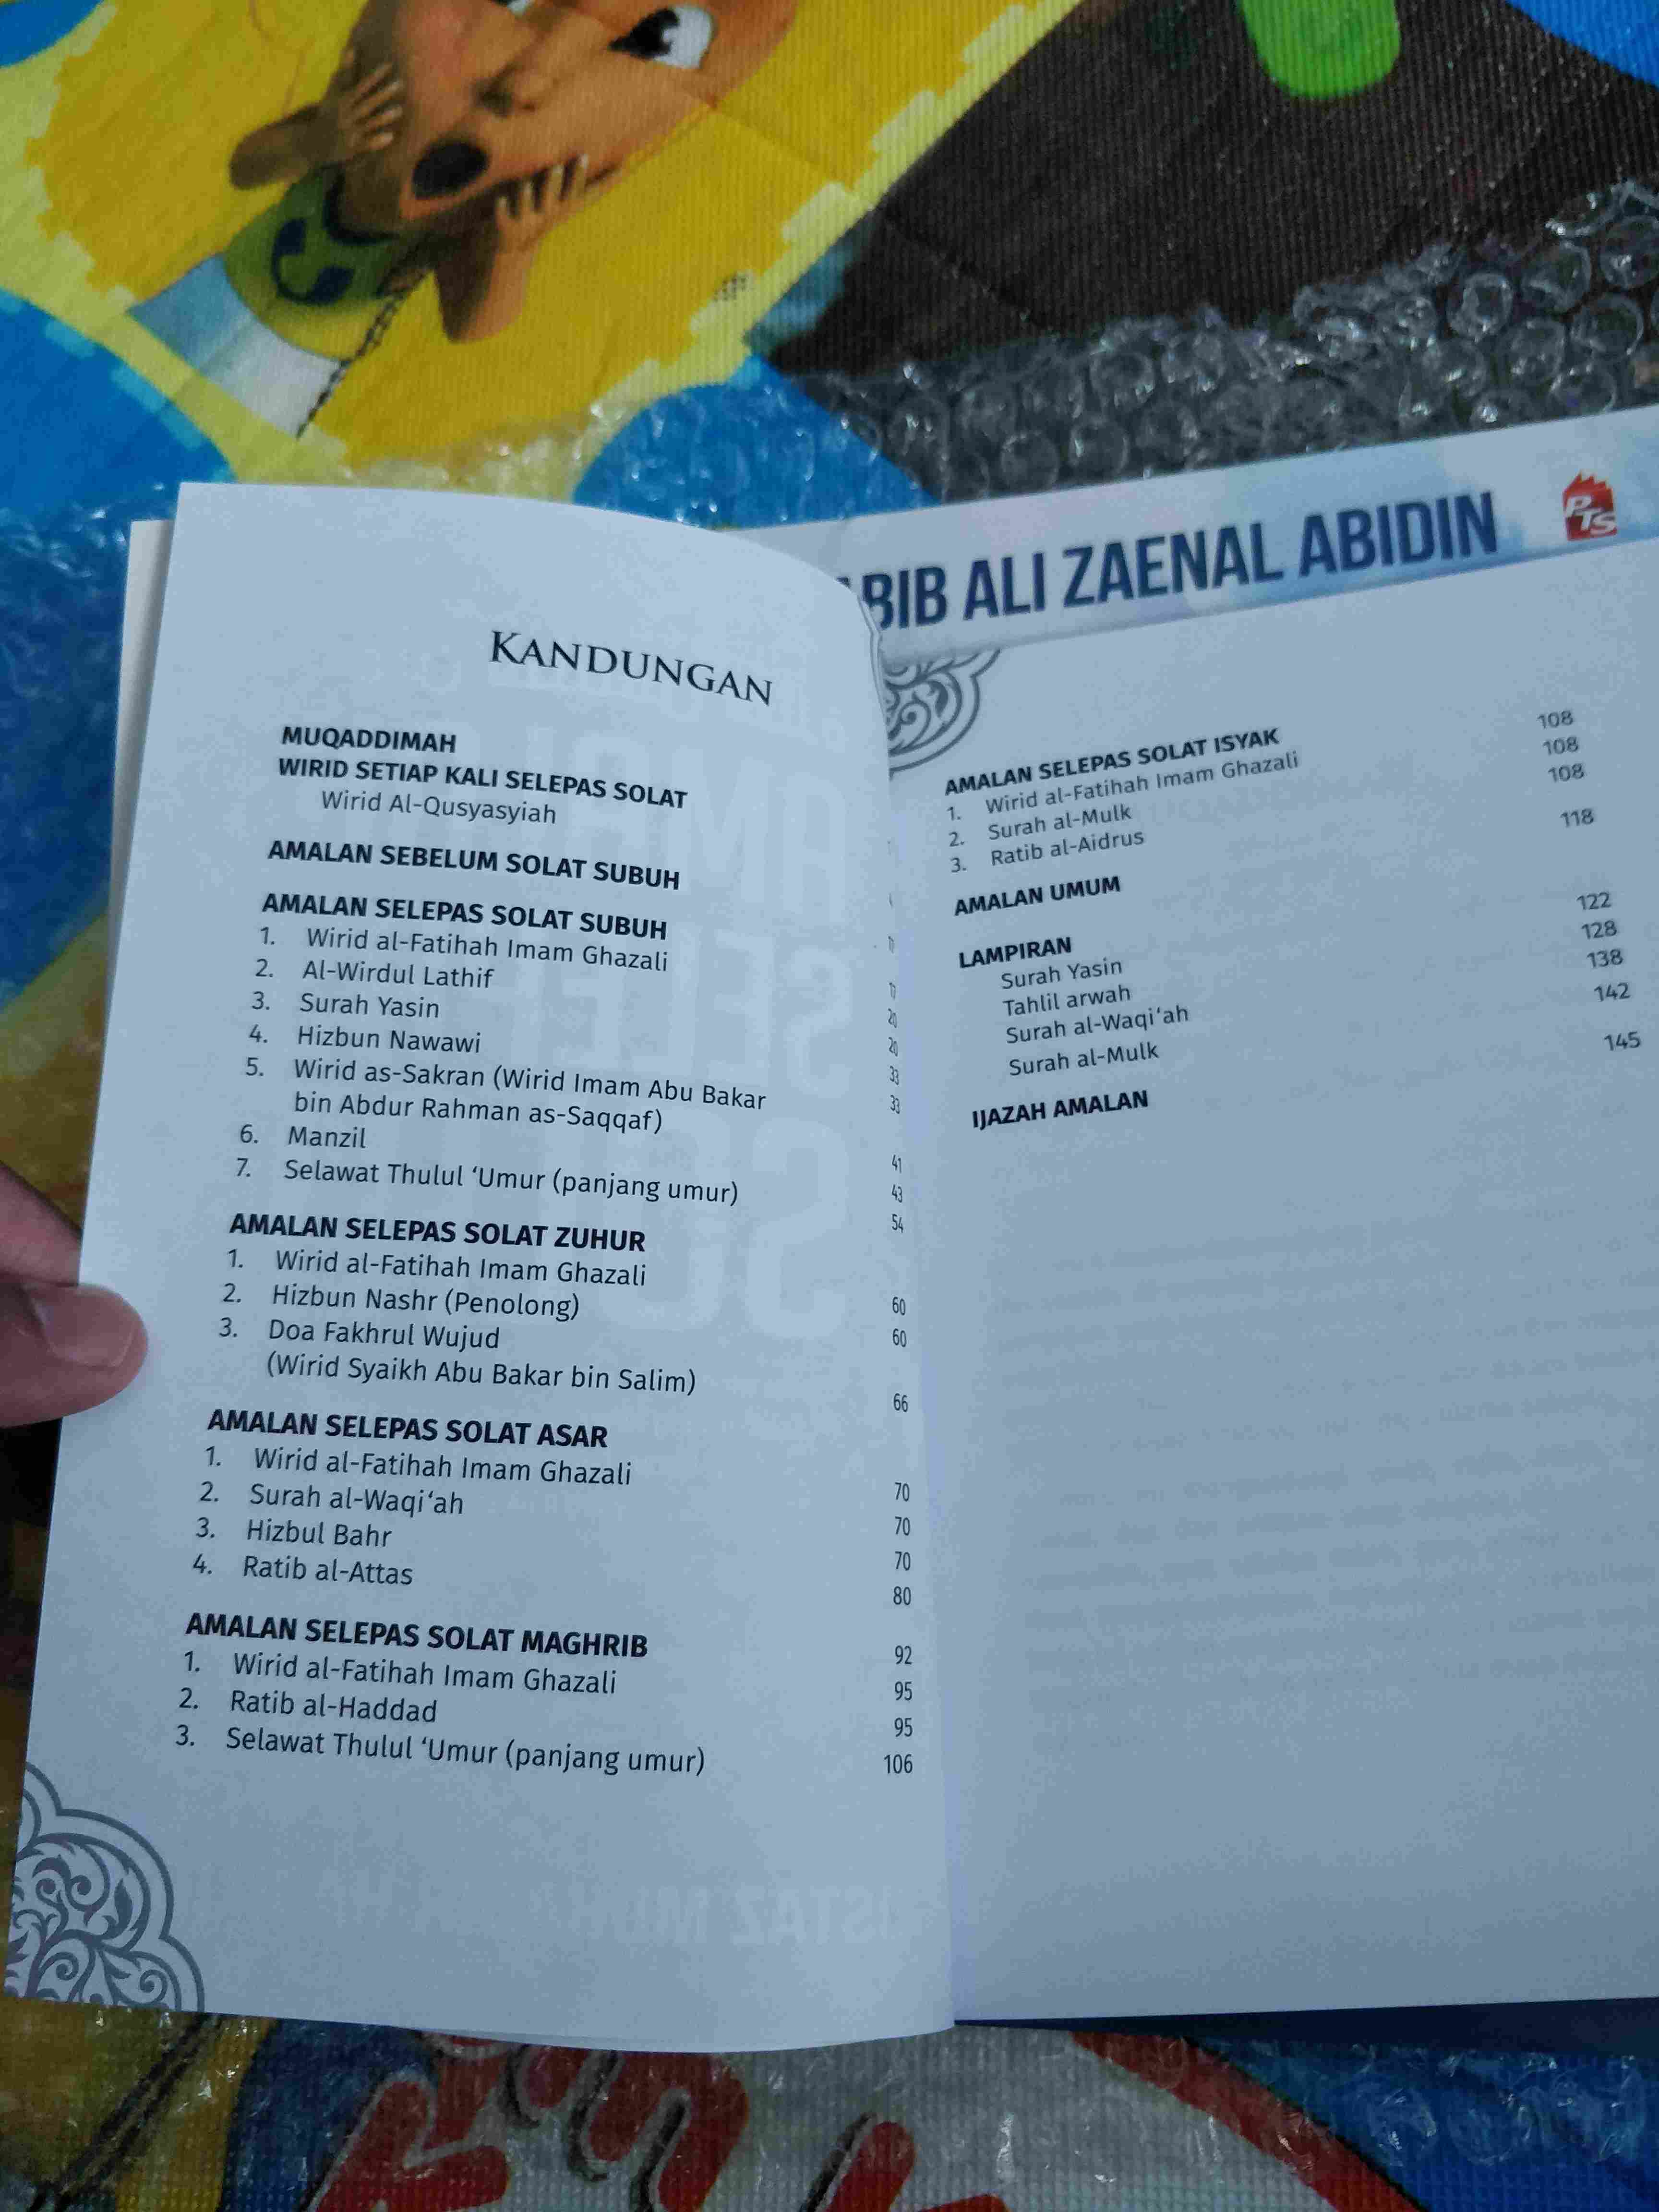 ABIB ALI ZAENAL ABIDIN
PTS
KANDUNGAN
MUQADDIMAH
WIRID SETIAP KALI SELEPAS SOLAT
Wirid Al-Qusyasyiah
AMALAN SEBELUM SOLAT SUBUH
AMALAN SELEPAS SOLAT SUBUH 17
1. Wirid al-Fatihah Imam Ghazali 20
2. Al-Wirdul Lathif 20
3. Surah Yasin 33
4. Hizbun Nawawi 33
5. Wirid as-Sakran (Wirid Imam Abu Bakar
bin Abdur Rahman as-Saqqaf) 41
6. Manzil 43
7. Selawat Thulul ‘Umur (panjang umur) 54
AMALAN SELEPAS SOLAT ZUHUR
1. Wirid al-Fatihah Imam Ghazali 60
2. Hizbun Nashr (Penolong) 60
3. Doa Fakhrul Wujud
(Wirid Syaikh Abu Bakar bin Salim) 66
AMALAN SELEPAS SOLAT ASAR 70
1. Wirid al-Fatihah Imam Ghazali 70
2. Surah al-Waqi‘ah 70
3. Hizbul Bahr 80
4. Ratib al-Attas 92
AMALAN SELEPAS SOLAT MAGHRIB 95
1. Wirid al-Fatihah Imam Ghazali 95
2. Ratib al-Haddad
3. Selawat Thulul ‘Umur (panjang umur) 106
AMALAN SELEPAS SOLAT ISYAK 108
1. Wirid al-Fatihah Imam Ghazali 108
2. Surah al-Mulk 108
3. Ratib al-Aidrus
AMALAN UMUM 118
LAMPIRAN
Surah Yasin 122
Tahlil arwah 128
Surah al-Waqi‘ah 138
Surah al-Mulk 142
IJAZAH AMALAN 145